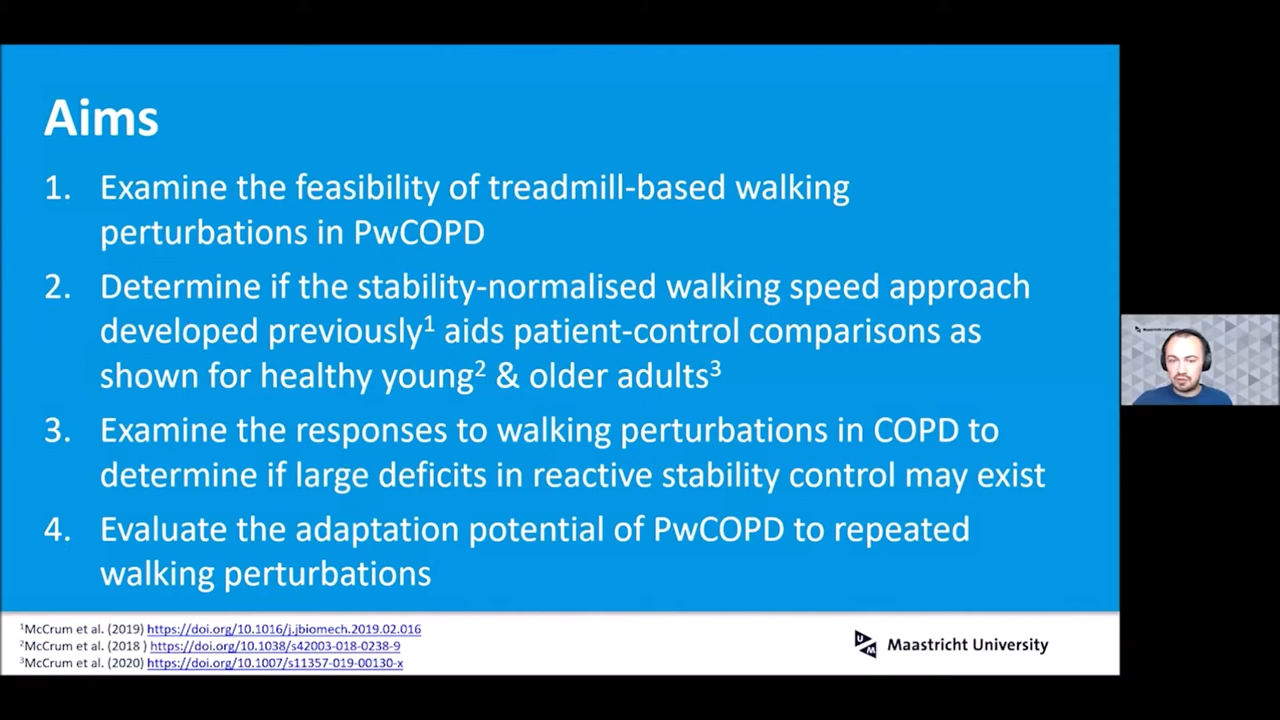 Aims
1. Examine the feasibility of treadmill-based walking
perturbations in PwCOPD
2. Determine if the stability-normalised walking speed approach
developed previously¹ aids patient-control comparisons as
shown for healthy young² & older adults³
3. Examine the responses to walking perturbations in COPD to
determine if large deficits in reactive stability control may exist
4. Evaluate the adaptation potential of PwCOPD to repeated
walking perturbations
¹McCrum et al. (2019) https://doi.org/10.1016/j.jbiomech.2019.02.016
²McCrum et al. (2018 ) https://doi.org/10.1038/s42003-018-0238-9
³McCrum et al. (2020) https://doi.org/10.1007/s11357-019-00130-x
UM Maastricht University
Maastricht University